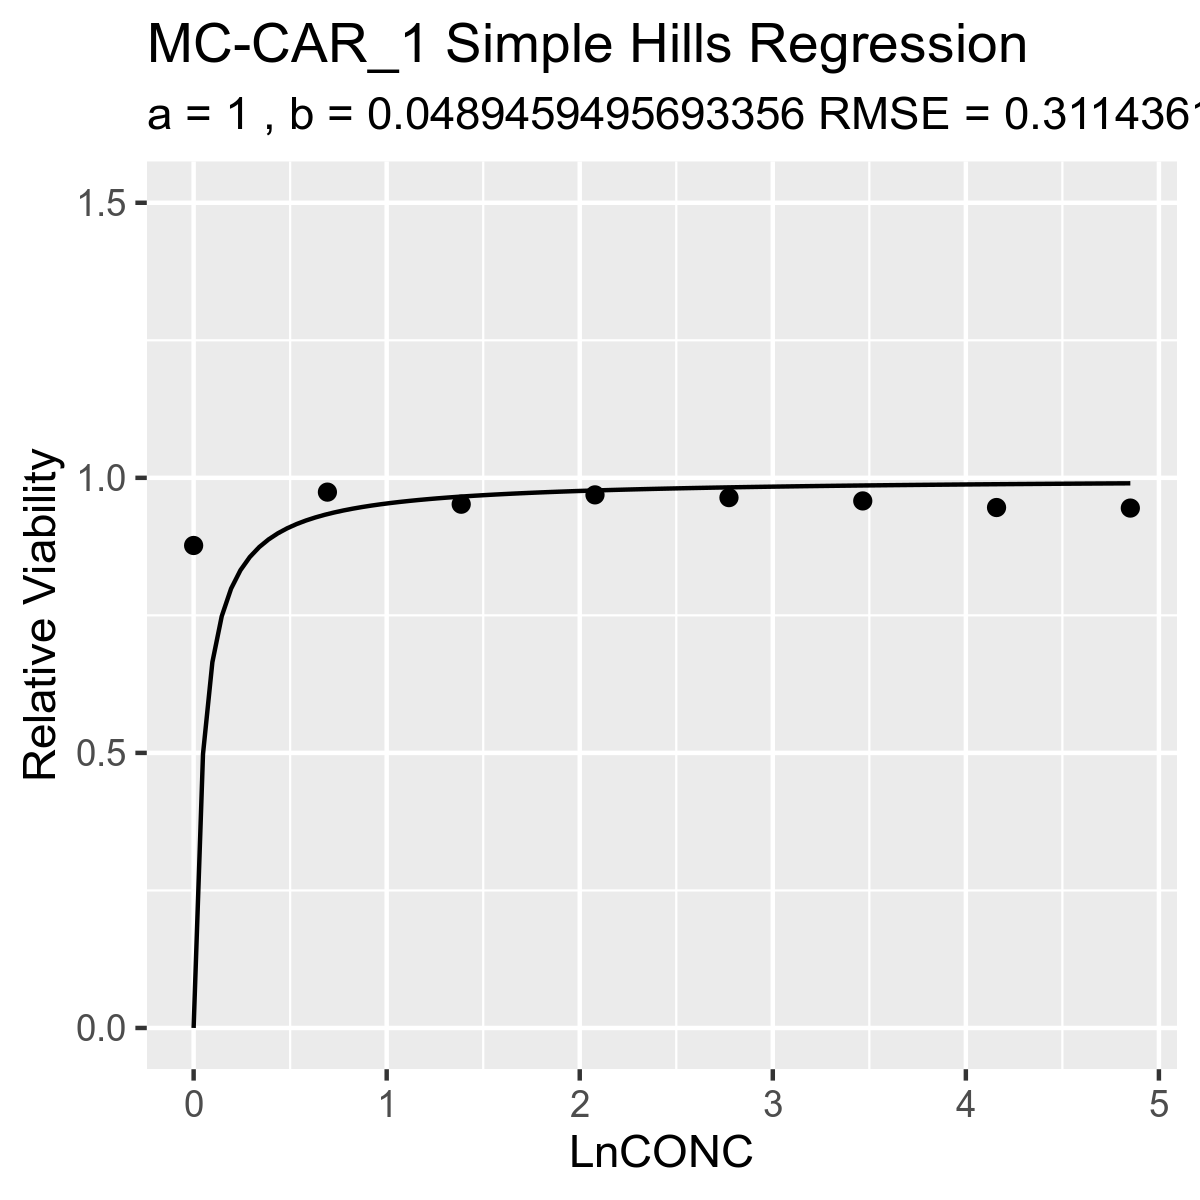 MC-CAR_1 Simple Hills Regression
a = 1 , b = 0.0489459495693356 RMSE = 0.3114361
1.5
1.0
0.5
0.0
Relative Viability
0 1 2 3 4 5
LnCONC